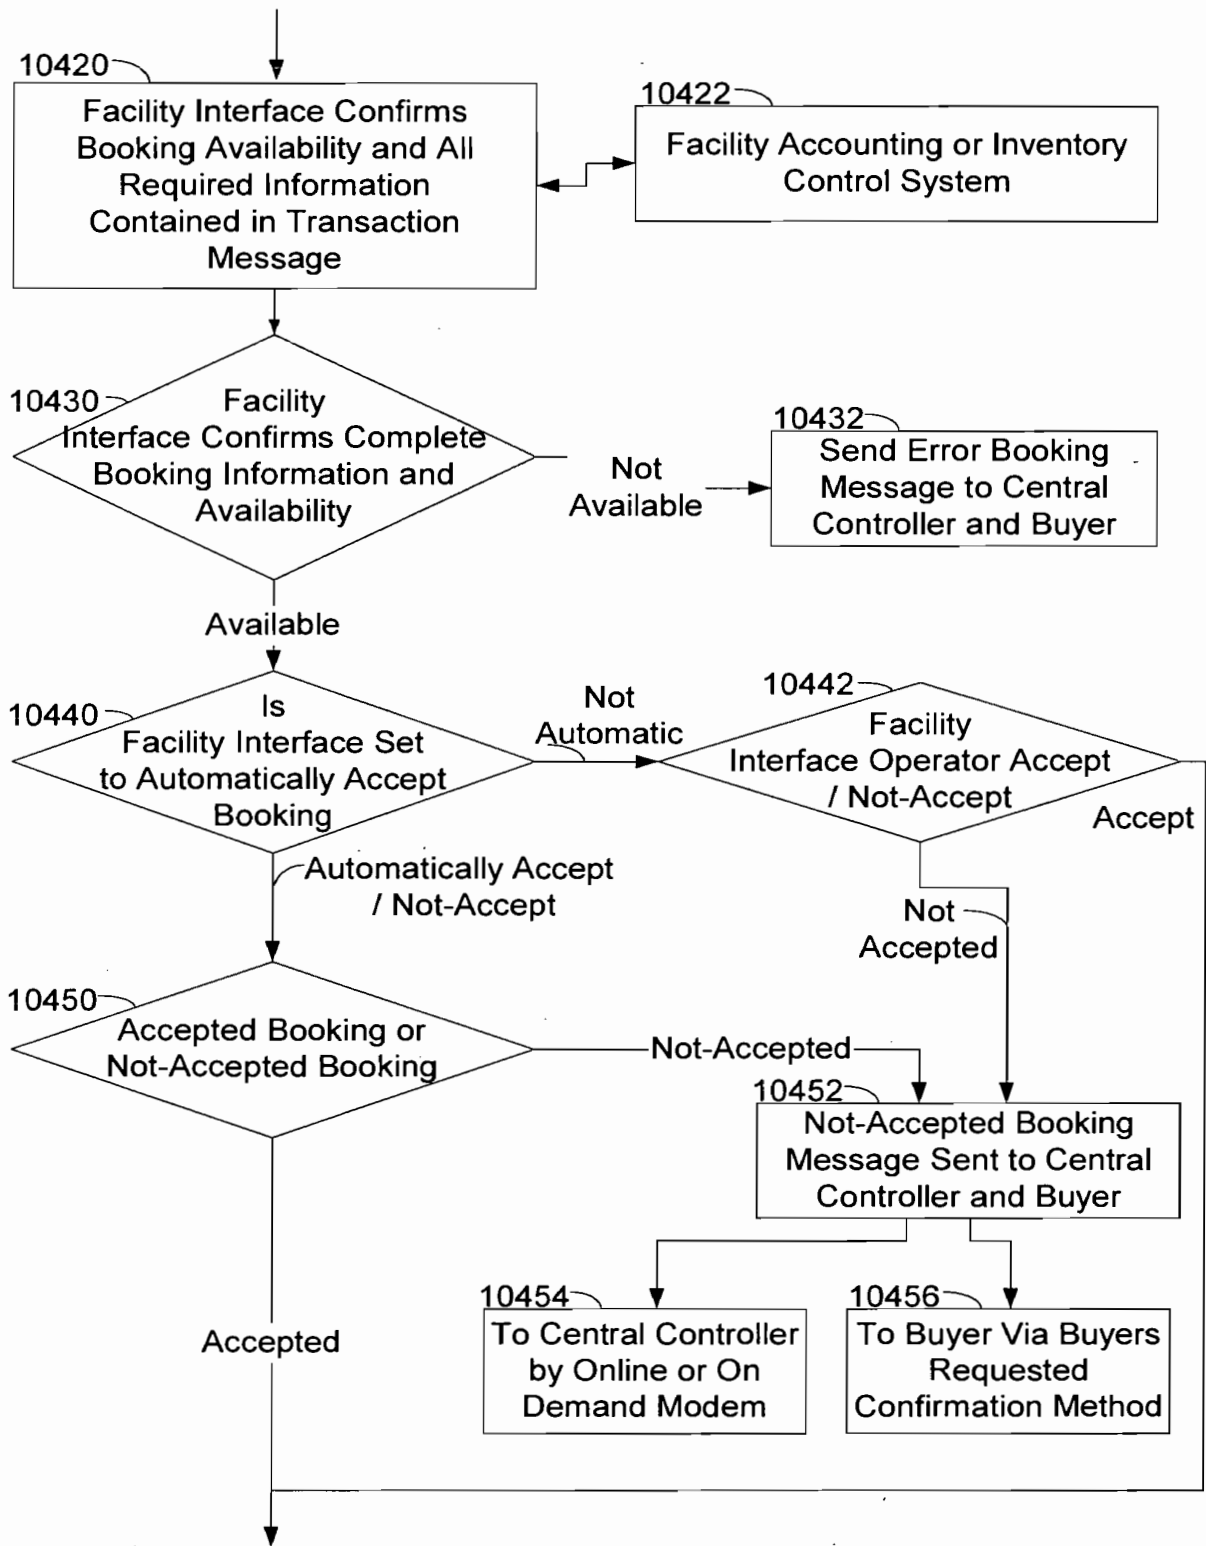 10420
Facility Interface Confirms
Booking Availability and All
Required Information
Contained in Transaction
Message
10422
Facility Accounting or Inventory
Control System
10430
Facility
Interface Confirms Complete
Booking Information and
Availability
Not
Available
10432
Send Error Booking
Message to Central
Controller and Buyer
Available
10440
Is
Facility Interface Set
to Automatically Accept
Booking
Not
Automatic
10442
Facility
Interface Operator Accept
/ Not-Accept
Accept
Automatically Accept
/ Not-Accept
Not
Accepted
10450
Accepted Booking or
Not-Accepted Booking
Not-Accepted
10452
Not-Accepted Booking
Message Sent to Central
Controller and Buyer
10454
To Central Controller
by Online or On
Demand Modem
10456
To Buyer Via Buyers
Requested
Confirmation Method
Accepted